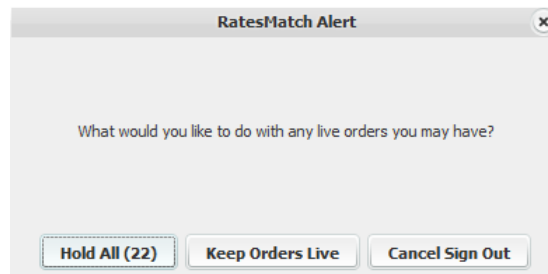 RatesMatch Alert
What would you like to do with any live orders you may have?
Hold All (22)
Keep Orders Live
Cancel Sign Out